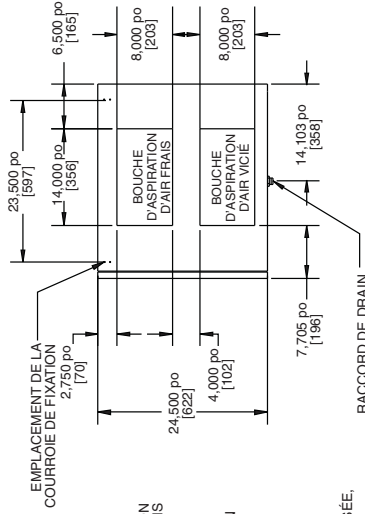 EMPLACEMENT DE LA
COURROIE DE FIXATION
23,500 po
[597]
14,000 po
[356]
6,500 po
[165]
2,750 po
[70]
8,000 po
[203]
BOUCHE
D'ASPIRATION
D'AIR FRAIS
24,500 po
[622]
4,000 po
[102]
8,000 po
[203]
BOUCHE
D'ASPIRATION
D'AIR VICIÉ
7,705 po
[196]
14,103 po
[358]
RACCORD DE DRAIN